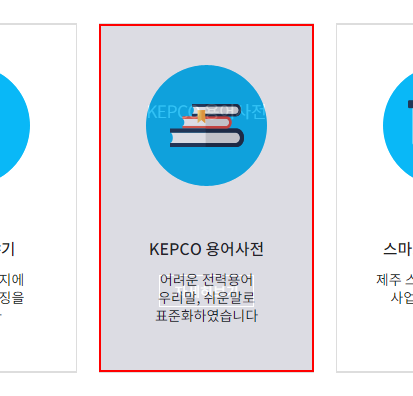 KEPCO 용어사전
기
KEPCO 용어사전
스마
지에
어려운 전력용어
제주 스
징을
우리말, 쉬운말로
사업
표준화하였습니다